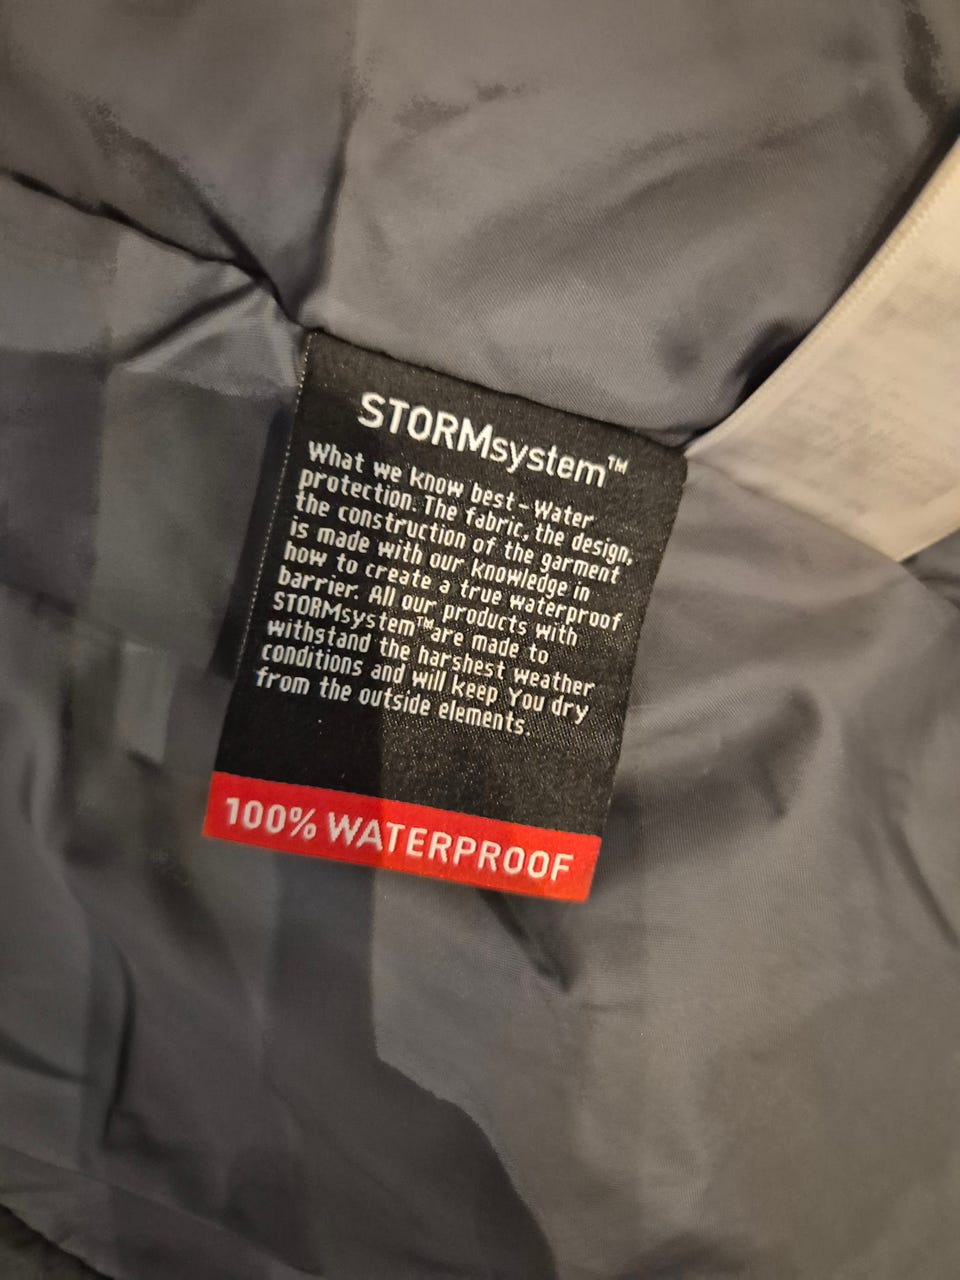 STORMsystem™
What we know best - Water
protection. The fabric, the design,
the construction of the garment
is made with our knowledge in
how to create a true waterproof
barrier. All our products with
STORMsystem™ are made to
withstand the harshest weather
conditions and will keep You dry
from the outside elements.
100% WATERPROOF